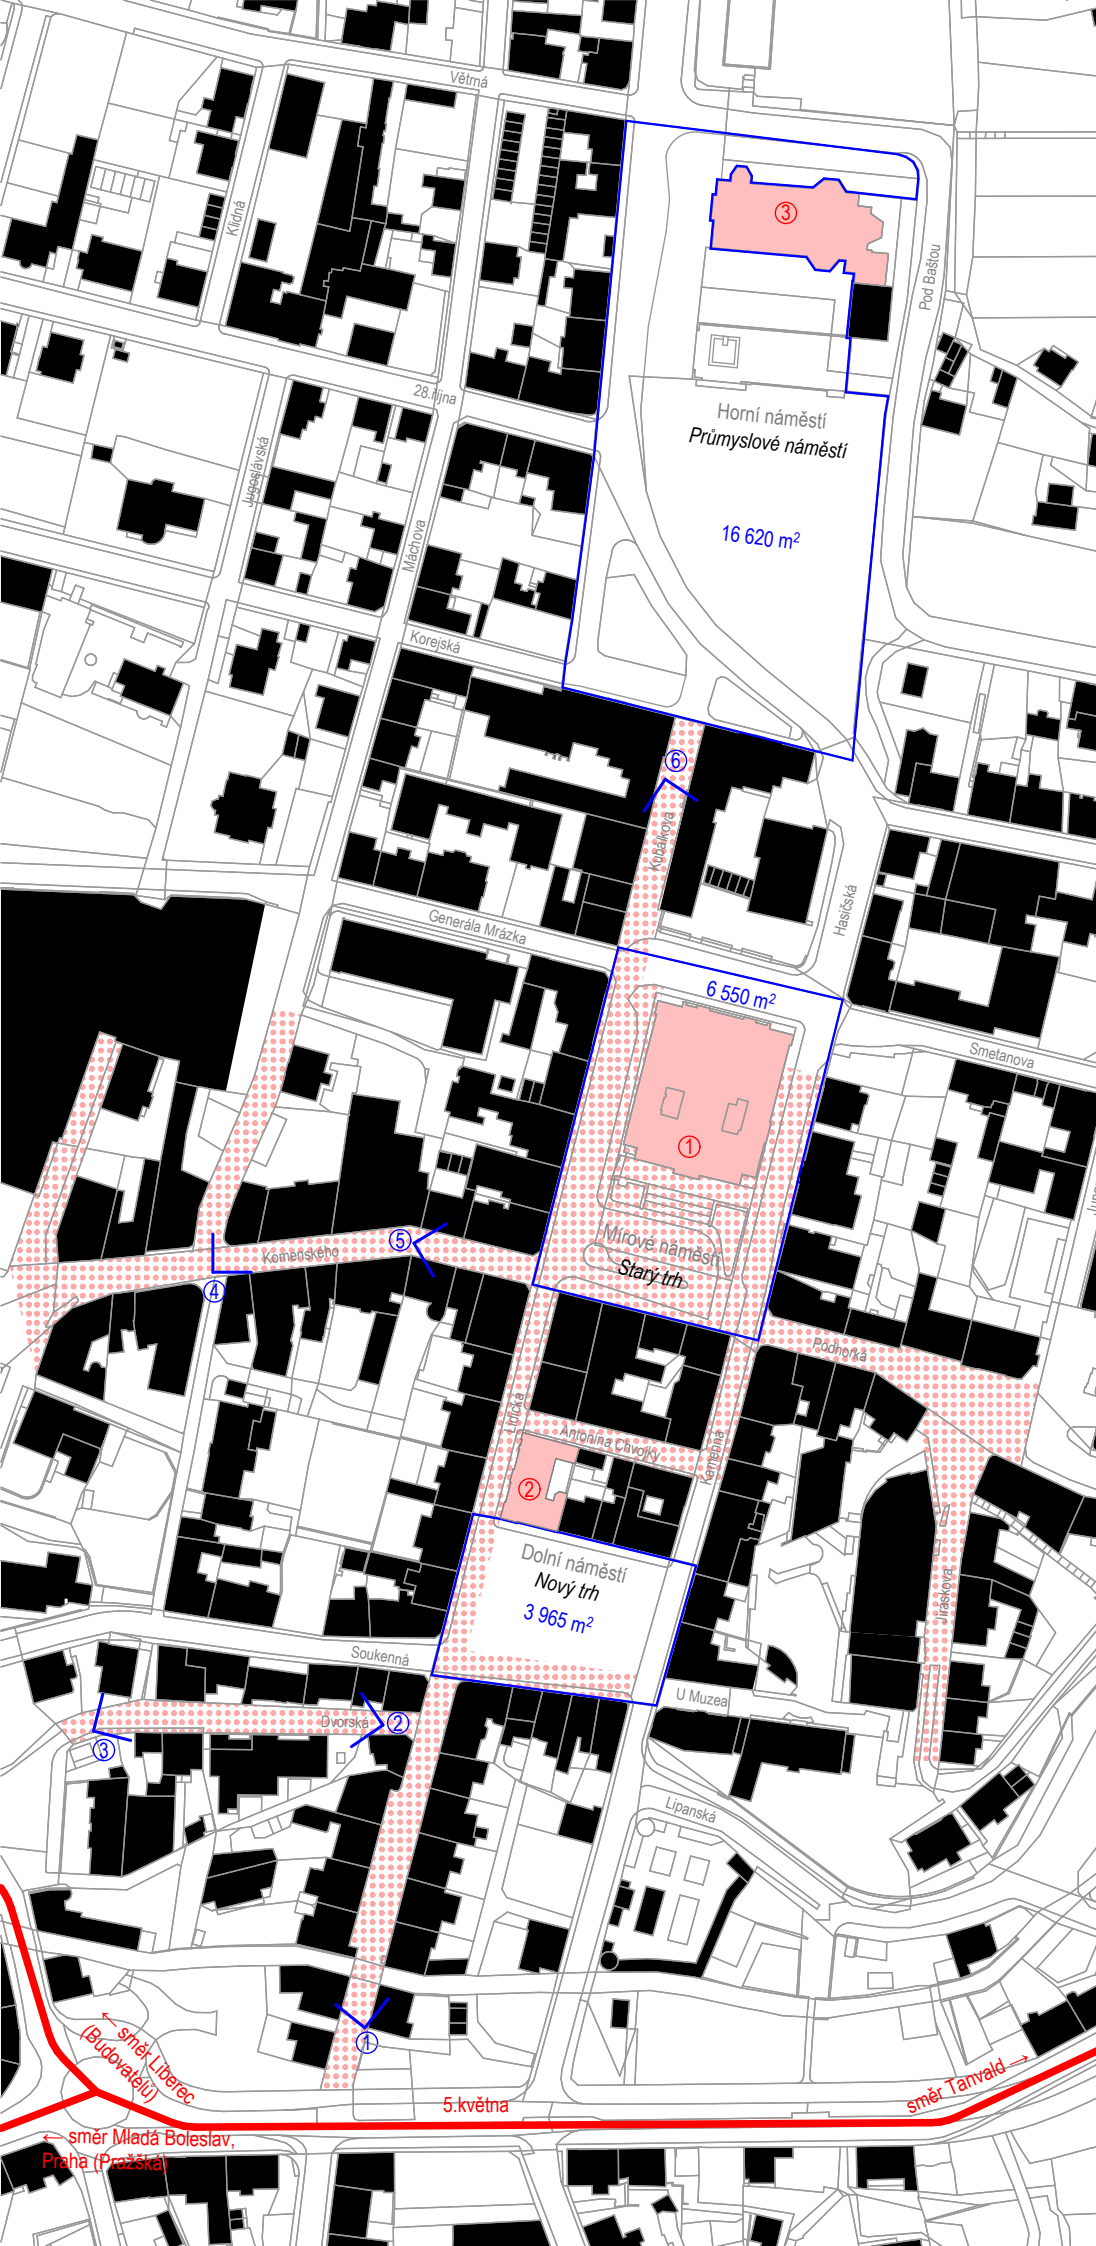 Větrná
Klidná
③
Pod Baštou
28.října
Horní náměstí
Průmyslové náměstí
Jugoslávská
Máchova
16 620 m²
Korejská
⑥
Kubálkova
Hasičská
Generála Mrázka
6 550 m²
Smetanova
①
Mírové náměstí
Starý trh
⑤
Komenského
④
Podhorká
Lidická
Antonína Chvojky
Kamenná
②
Dolní náměstí
Nový trh
3 965 m²
Jiráskova
Soukenná
U Muzea
Dvorská
②
③
Lipanská
①
← směr Liberec
(Budovatelů)
směr Tanvald →
5.května
← směr Mladá Boleslav,
Praha (Pražská)